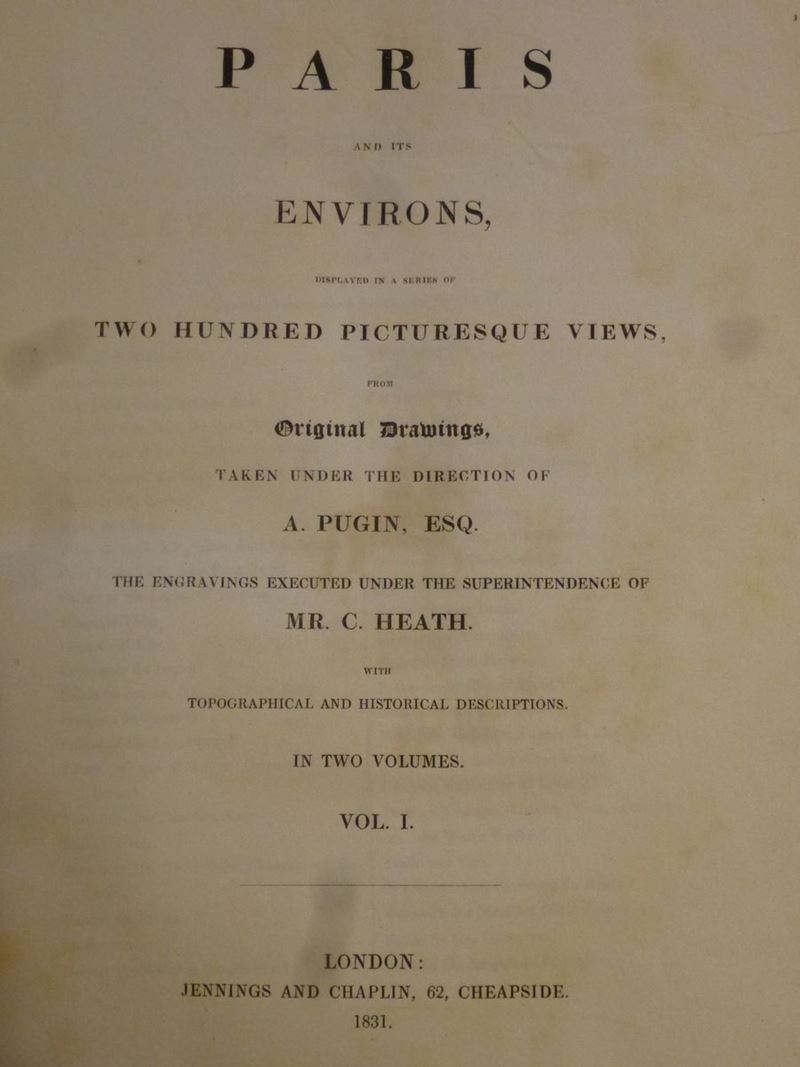 PARIS
AND ITS
ENVIRONS,
DISPLAYED IN A SERIES OF
TWO HUNDRED PICTURESQUE VIEWS,
FROM
Original Drawings,
TAKEN UNDER THE DIRECTION OF
A. PUGIN, ESQ.
THE ENGRAVINGS EXECUTED UNDER THE SUPERINTENDENCE OF
MR. C. HEATH.
WITH
TOPOGRAPHICAL AND HISTORICAL DESCRIPTIONS.
IN TWO VOLUMES.
VOL. I.
LONDON:
JENNINGS AND CHAPLIN, 62, CHEAPSIDE.
1831.